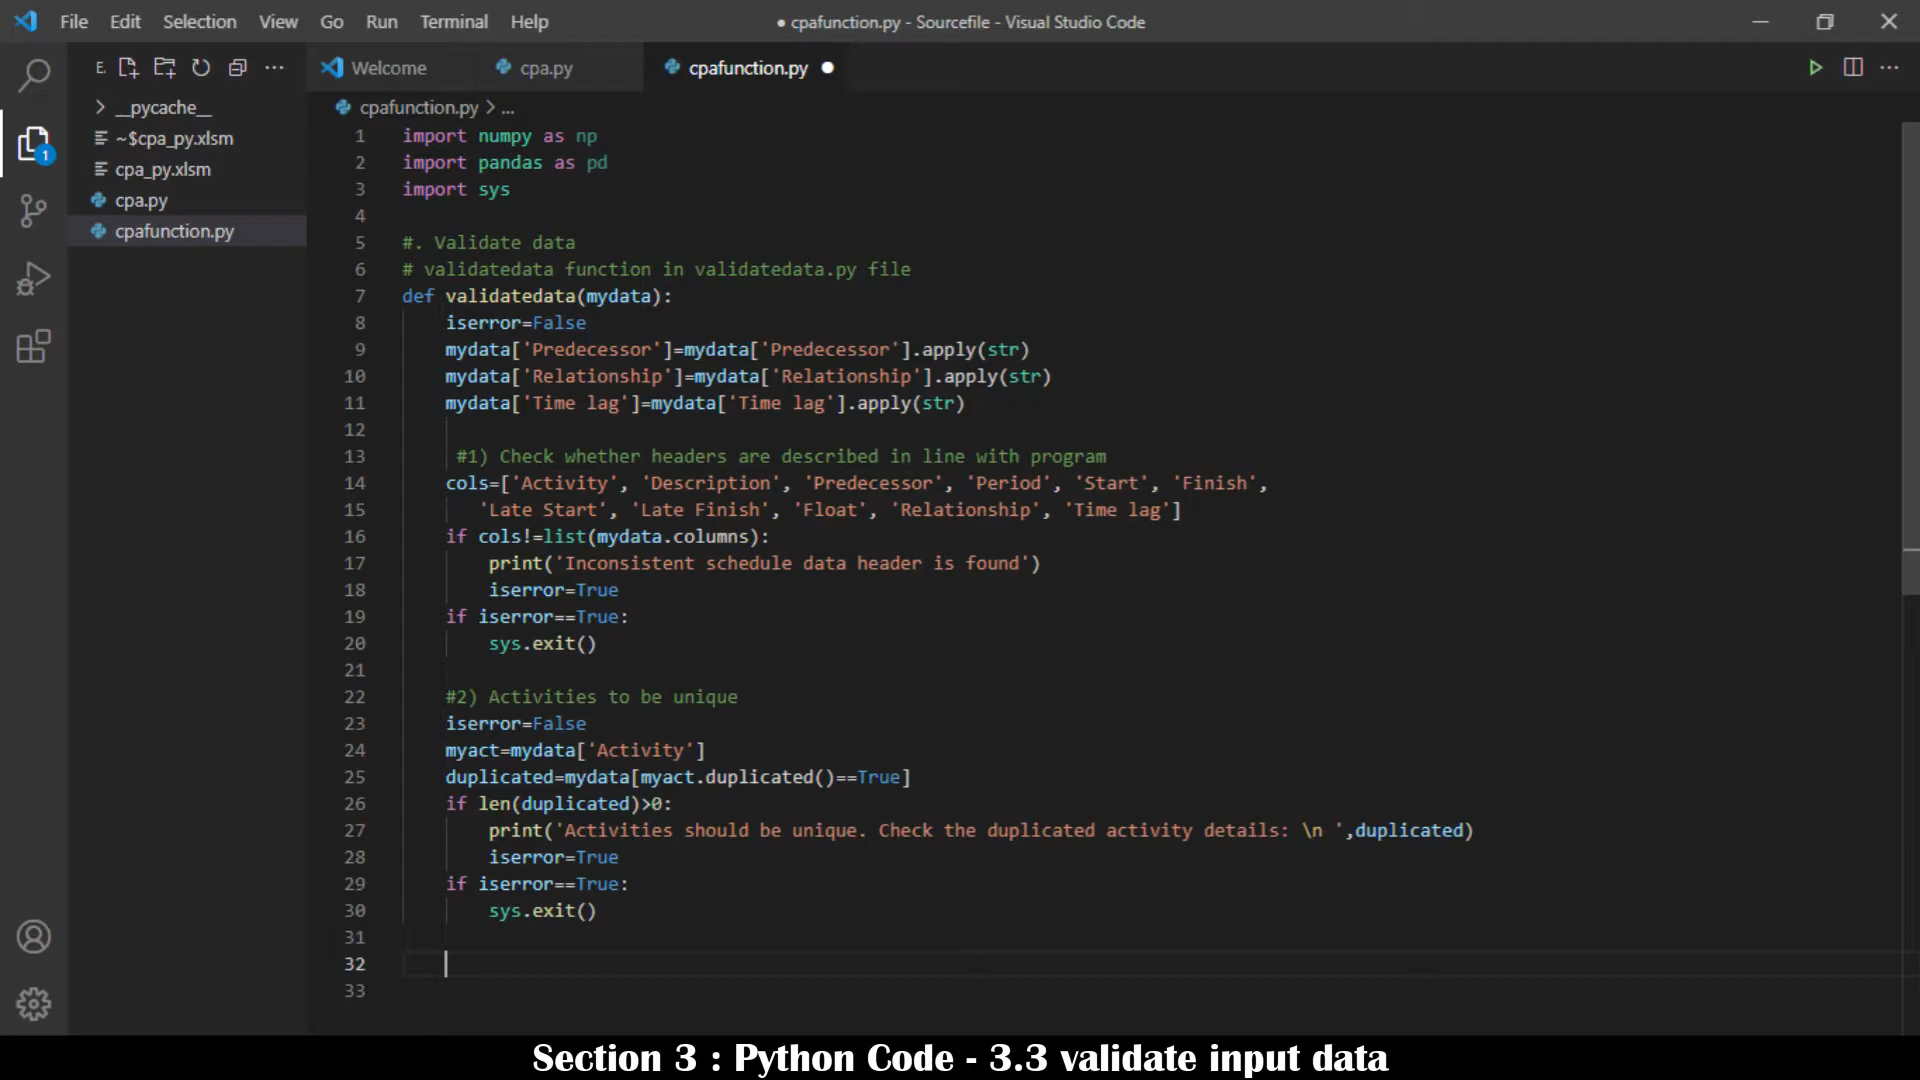 File Edit Selection View Go Run Terminal Help
● cpafunction.py - Sourcefile - Visual Studio Code
E.
Welcome
cpa.py
cpafunction.py ●
__pycache__
~$cpa_py.xlsm
cpa_py.xlsm
cpa.py
cpafunction.py
1
cpafunction.py > ...
1 import numpy as np
2 import pandas as pd
3 import sys
4
5 #. Validate data
6 # validatedata function in validatedata.py file
7 def validatedata(mydata):
8     iserror=False
9     mydata['Predecessor']=mydata['Predecessor'].apply(str)
10     mydata['Relationship']=mydata['Relationship'].apply(str)
11     mydata['Time lag']=mydata['Time lag'].apply(str)
12
13      #1) Check whether headers are described in line with program
14     cols=['Activity', 'Description', 'Predecessor', 'Period', 'Start', 'Finish',
15        'Late Start', 'Late Finish', 'Float', 'Relationship', 'Time lag']
16     if cols!=list(mydata.columns):
17         print('Inconsistent schedule data header is found')
18         iserror=True
19     if iserror==True:
20         sys.exit()
21
22     #2) Activities to be unique
23     iserror=False
24     myact=mydata['Activity']
25     duplicated=mydata[myact.duplicated()==True]
26     if len(duplicated)>0:
27         print('Activities should be unique. Check the duplicated activity details: \n ',duplicated)
28         iserror=True
29     if iserror==True:
30         sys.exit()
31
32
33
Section 3 : Python Code - 3.3 validate input data